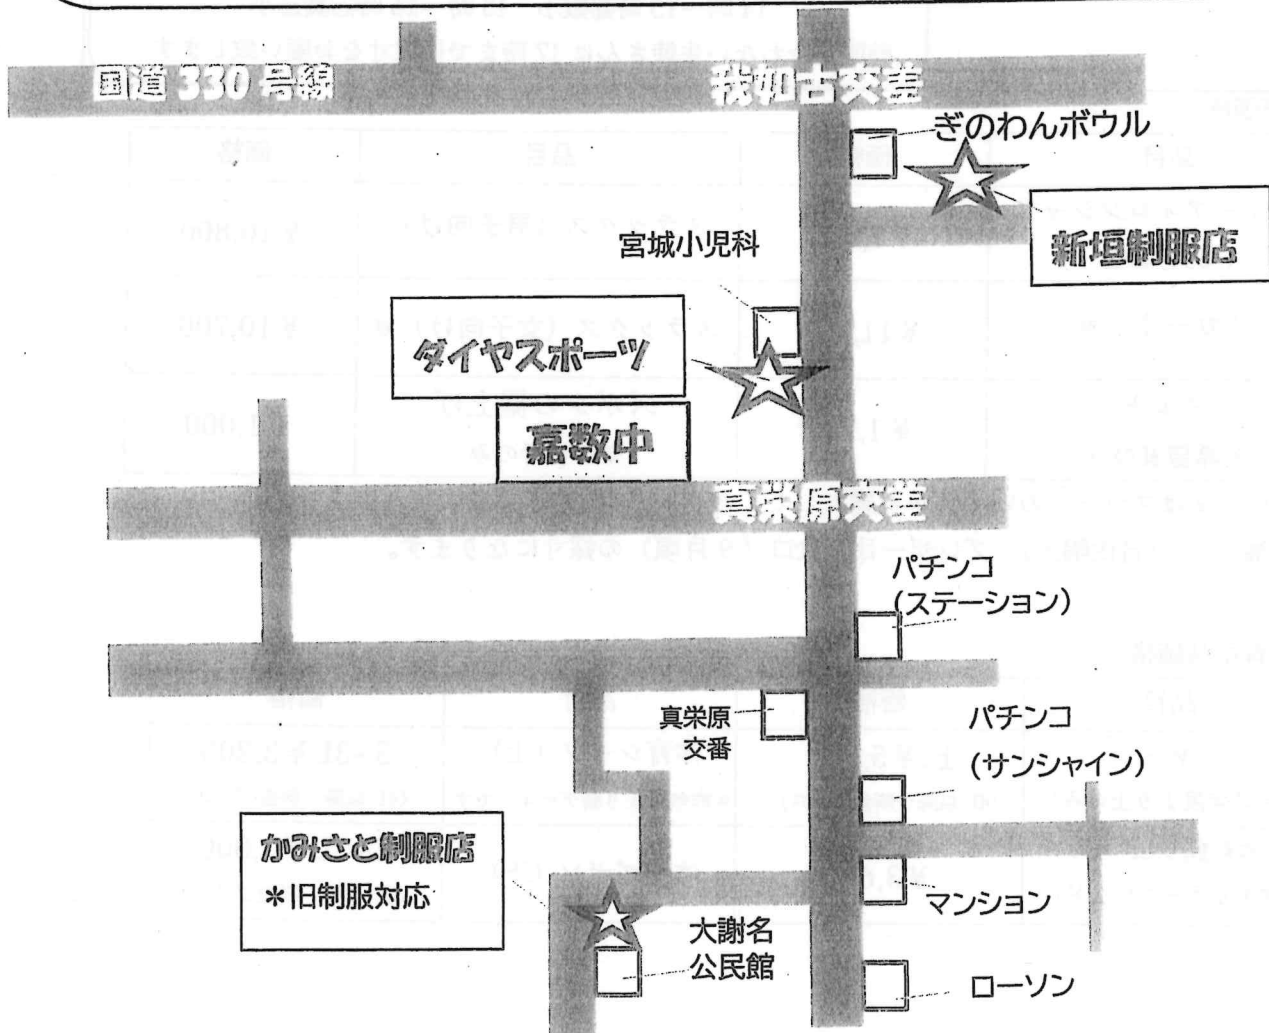 国道 330 号線
我如古交差
ぎのわんボウル
新垣制服店
宮城小児科
ダイヤスポーツ
嘉数中
真栄原交差
パチンコ
(ステーション)
真栄原
交番
パチンコ
(サンシャイン)
かみさと制服店
*旧制服対応
マンション
大謝名
公民館
ローソン